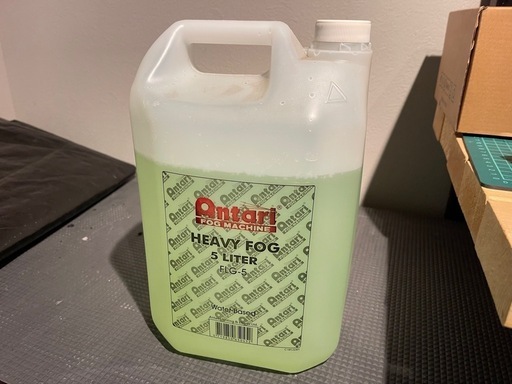 Antari
FOG MACHINE
HEAVY FOG
5 LITER
FLG-5
Water-Based